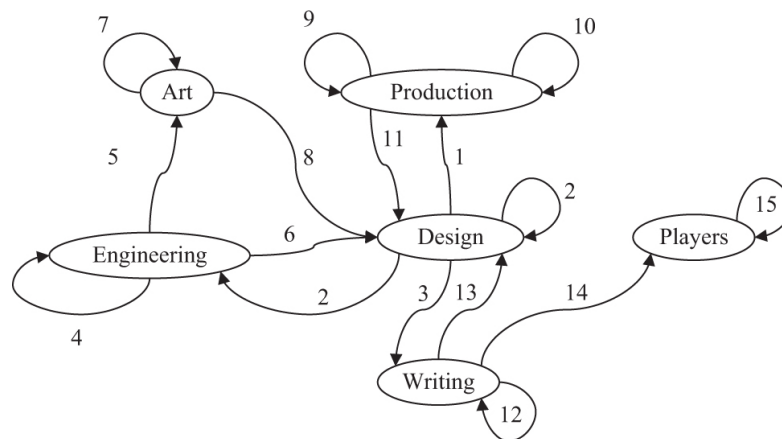 7
9
10
Art
Production
5
8
11
1
2
15
Engineering
6
Design
Players
4
2
3
13
14
Writing
12